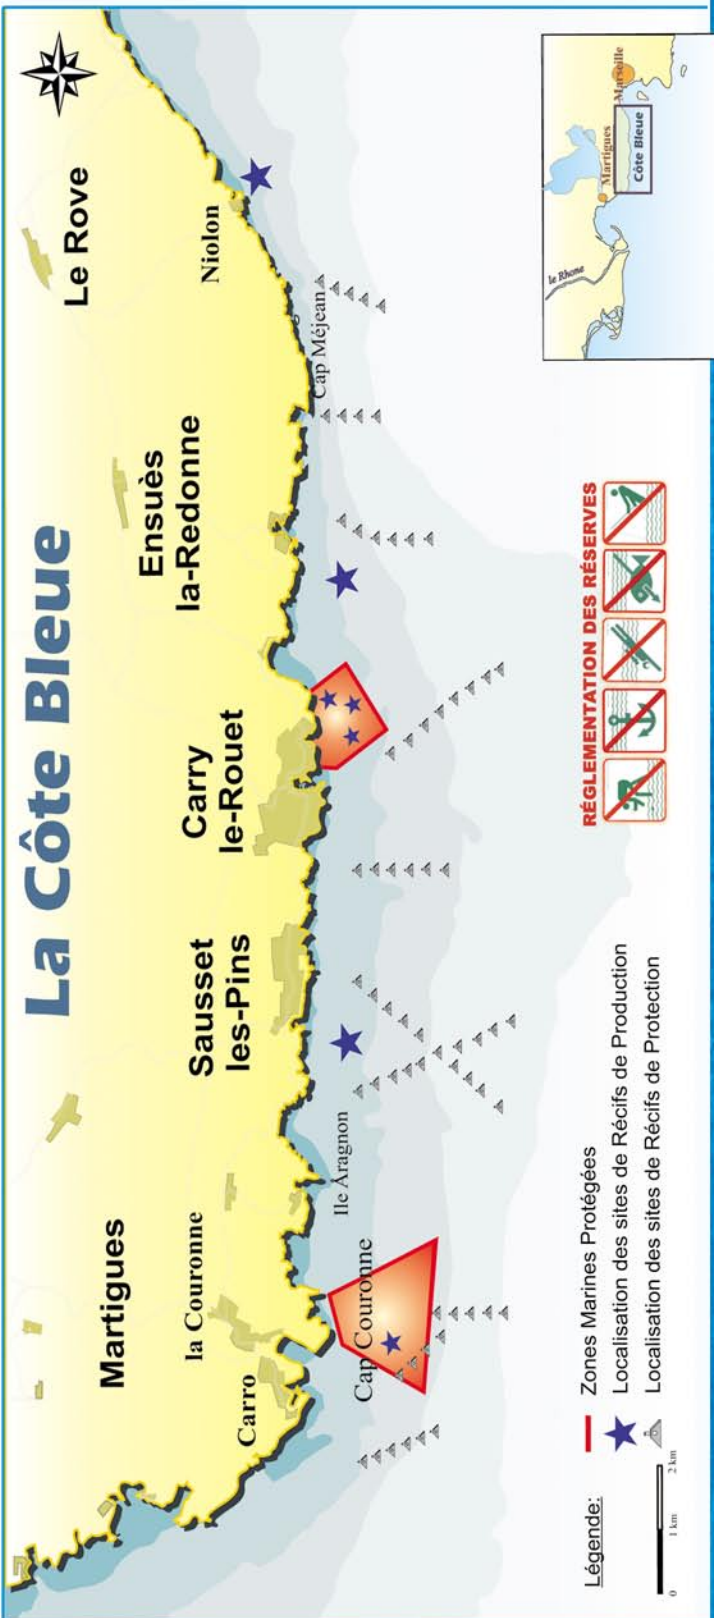 La Côte Bleue
Martigues
la Couronne
Carro
Cap Couronne
Ile Aragnon
Sausset
les-Pins
Carry
le-Rouet
Ensuès
la-Redonne
Cap Méjean
Le Rove
Niolon
Légende:
Zones Marines Protégées
Localisation des sites de Récifs de Production
Localisation des sites de Récifs de Protection
0 1 km 2 km
RÉGLEMENTATION DES RÉSERVES
le Rhone
Martigues
Marseille
Côte Bleue